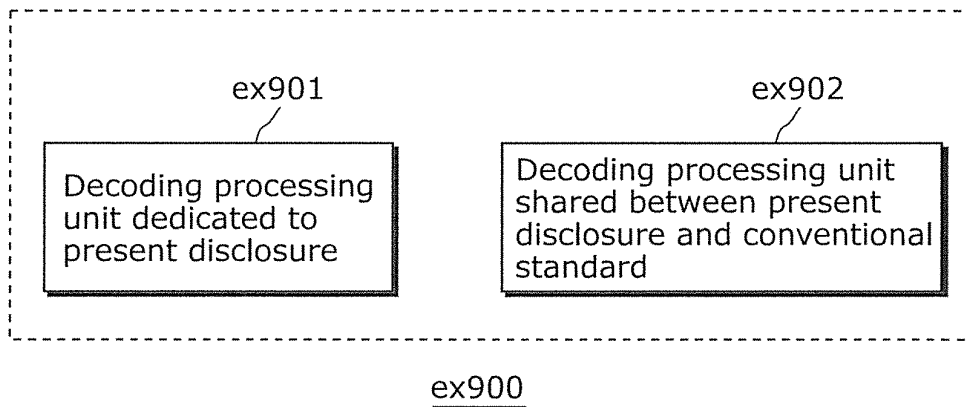 ex901
ex902
Decoding processing
unit dedicated to
present disclosure
Decoding processing unit
shared between present
disclosure and conventional
standard
ex900